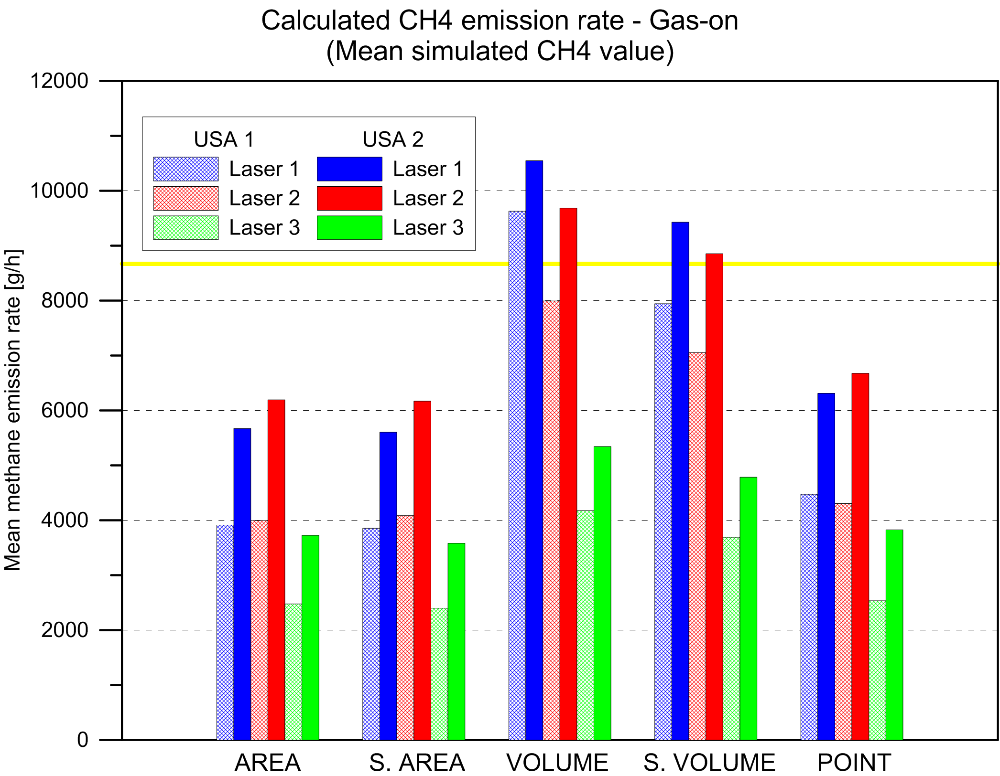 Calculated CH4 emission rate - Gas-on
(Mean simulated CH4 value)
Mean methane emission rate [g/h]
12000
10000
8000
6000
4000
2000
0
USA 1 USA 2
Laser 1 Laser 1
Laser 2 Laser 2
Laser 3 Laser 3
AREA S. AREA VOLUME S. VOLUME POINT